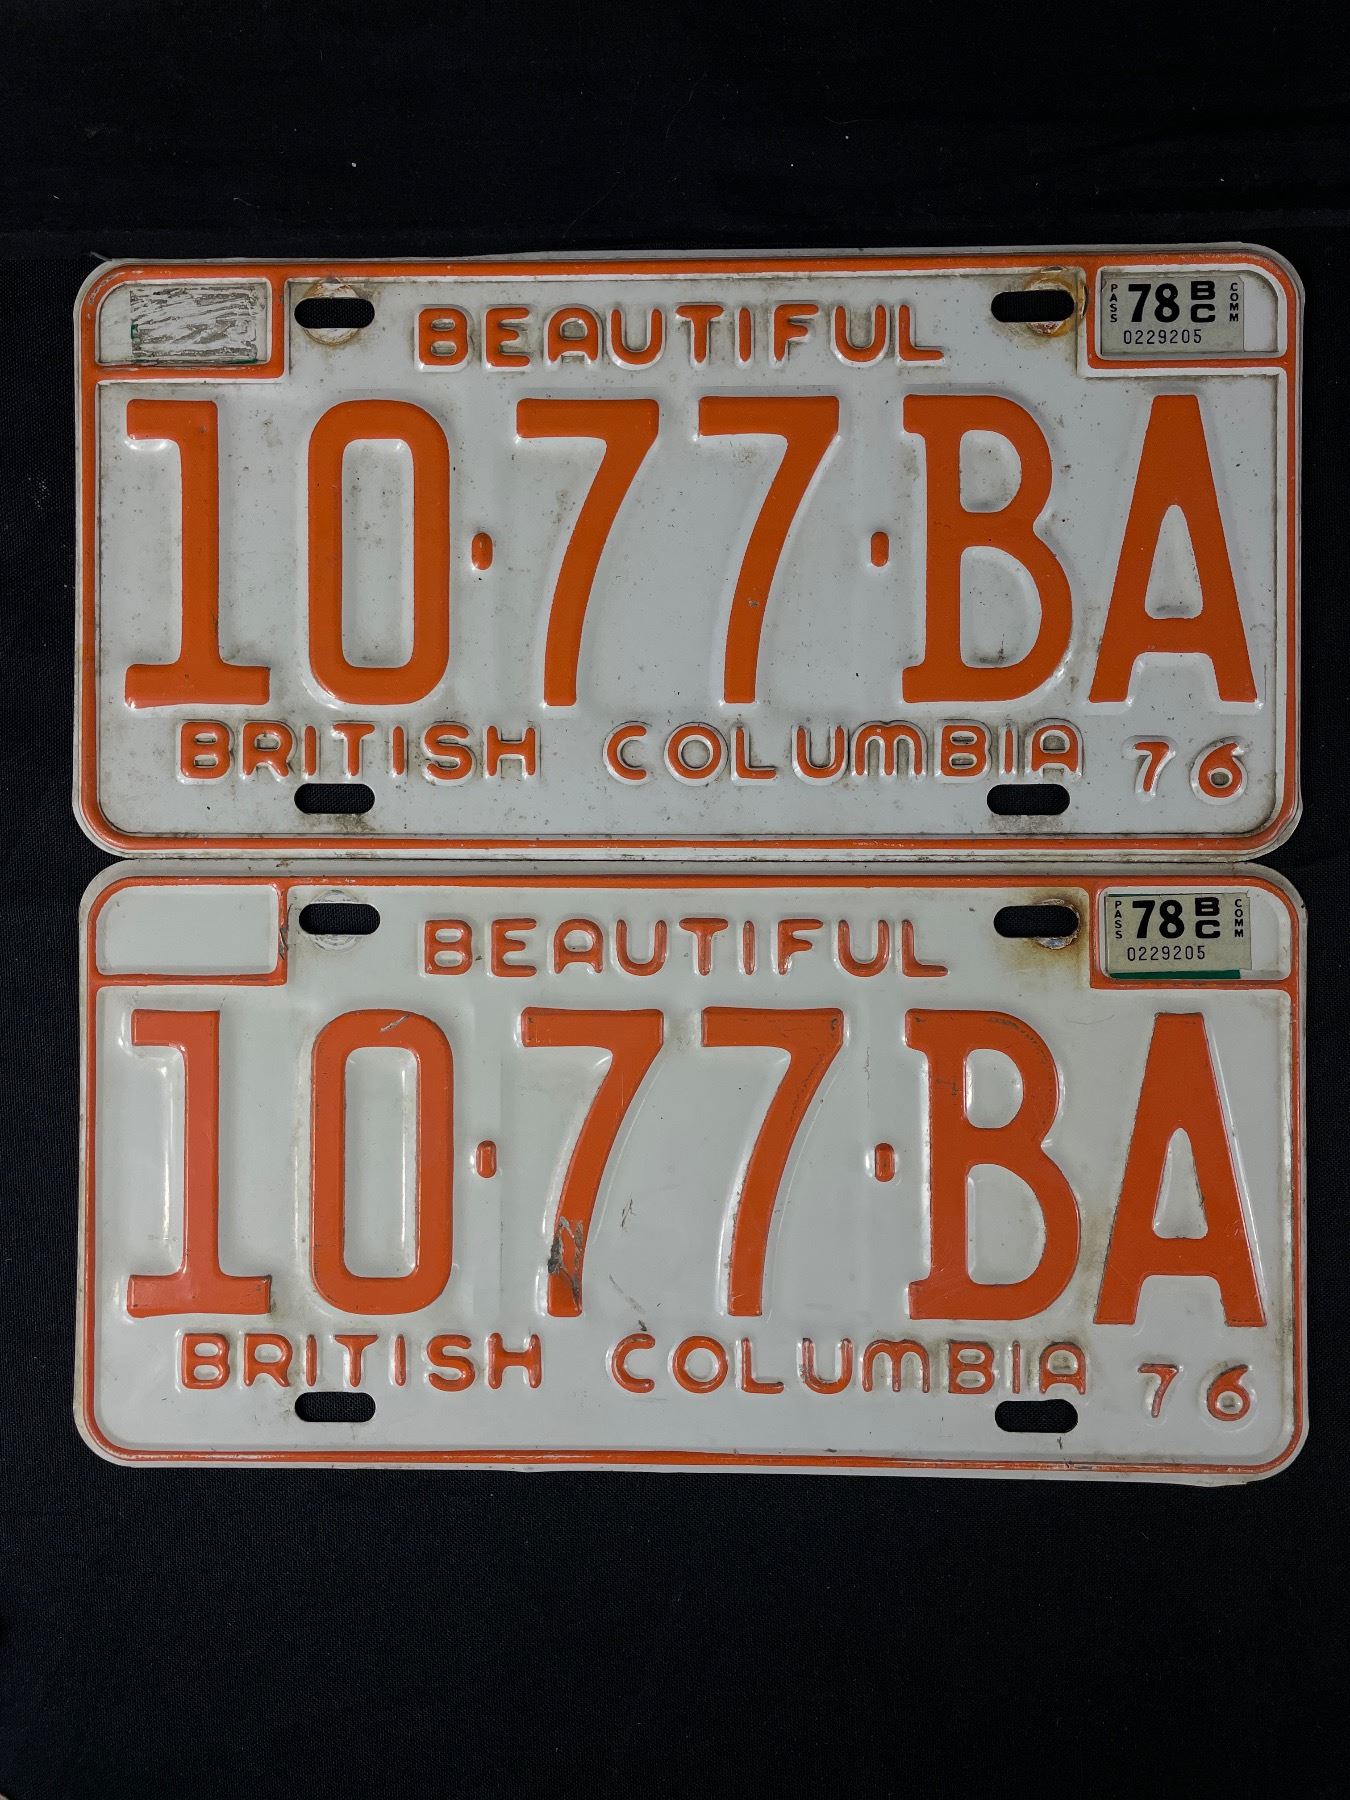 BEAUTIFUL
PASS 78 BC COMM
0229205
10·77·BA
BRITISH COLUMBIA 76
BEAUTIFUL
PASS 78 BC COMM
0229205
10·77·BA
BRITISH COLUMBIA 76